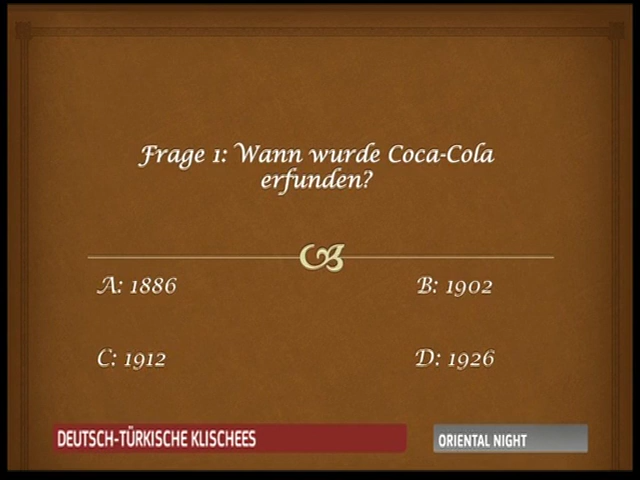 Frage 1: Wann wurde Coca-Cola
erfunden?
A: 1886
B: 1902
C: 1912
D: 1926
DEUTSCH-TÜRKISCHE KLISCHEES
ORIENTAL NIGHT